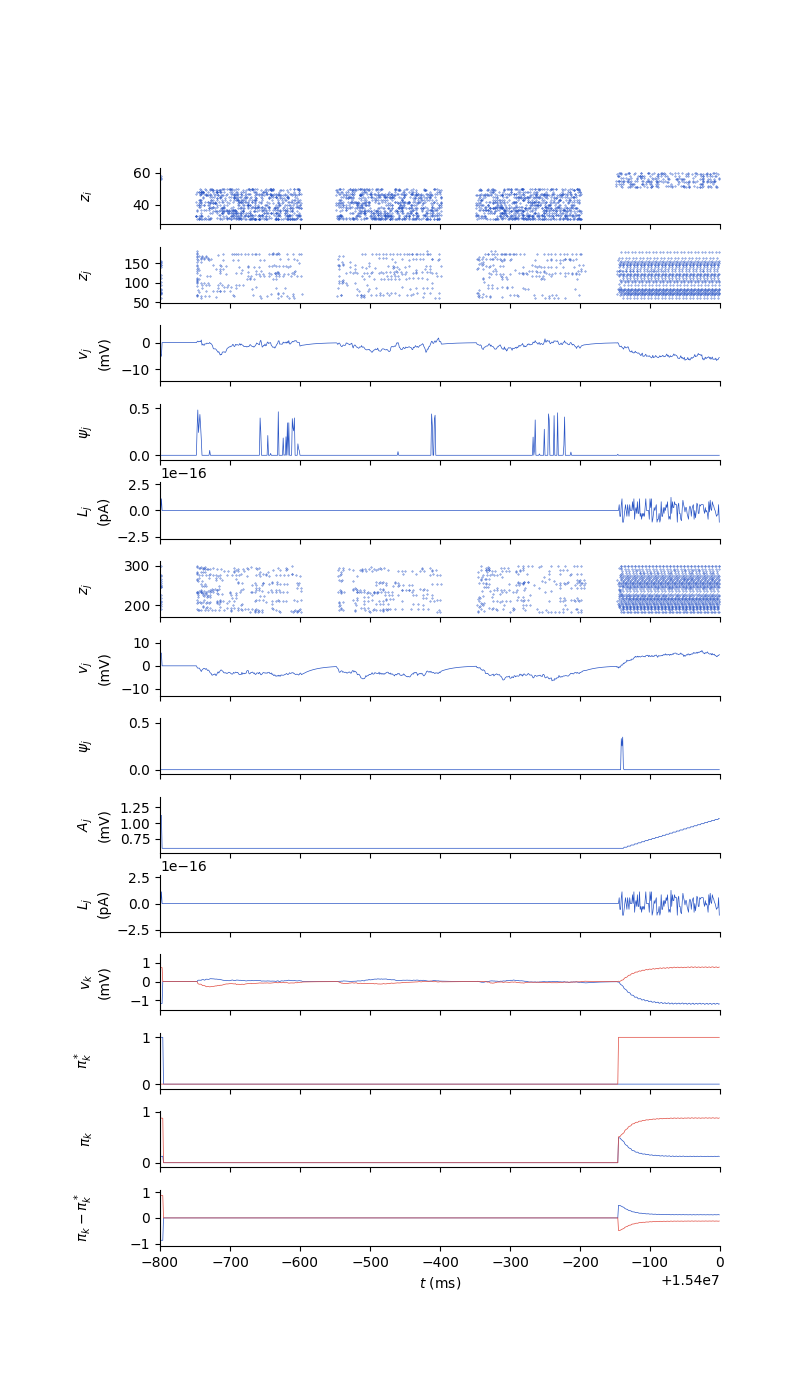 60
40
z_i
150
100
50
z_j
0
−10
v_j
(mV)
0.5
0.0
ψ_j
1e−16
2.5
0.0
−2.5
L_j
(pA)
300
200
z_j
10
0
−10
v_j
(mV)
0.5
0.0
ψ_j
1.25
1.00
0.75
A_j
(mV)
1e−16
2.5
0.0
−2.5
L_j
(pA)
1
0
−1
v_k
(mV)
1
0
π_k^*
1
0
π_k
1
0
−1
π_k − π_k^*
−800 −700 −600 −500 −400 −300 −200 −100 0
t (ms)
+1.54e7